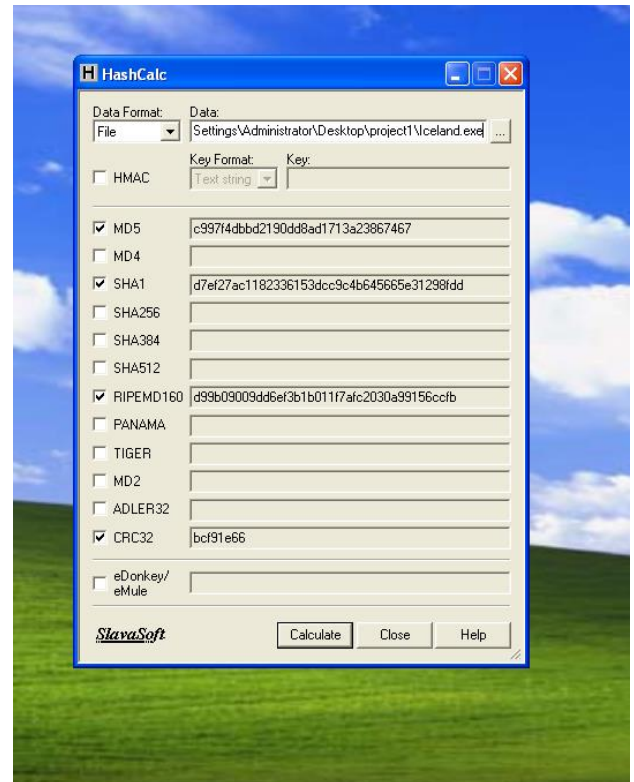 H HashCalc
Data Format: Data:
File Settings\Administrator\Desktop\project1\Iceland.exe ...
Key Format: Key:
HMAC Text string
MD5 c997f4dbbd2190dd8ad1713a23867467
MD4
SHA1 d7ef27ac1182336153dcc9c4b645665e31298fdd
SHA256
SHA384
SHA512
RIPEMD160 d99b09009dd6ef3b1b011f7afc2030a99156ccfb
PANAMA
TIGER
MD2
ADLER32
CRC32 bcf91e66
eDonkey/
eMule
SlavaSoft Calculate Close Help